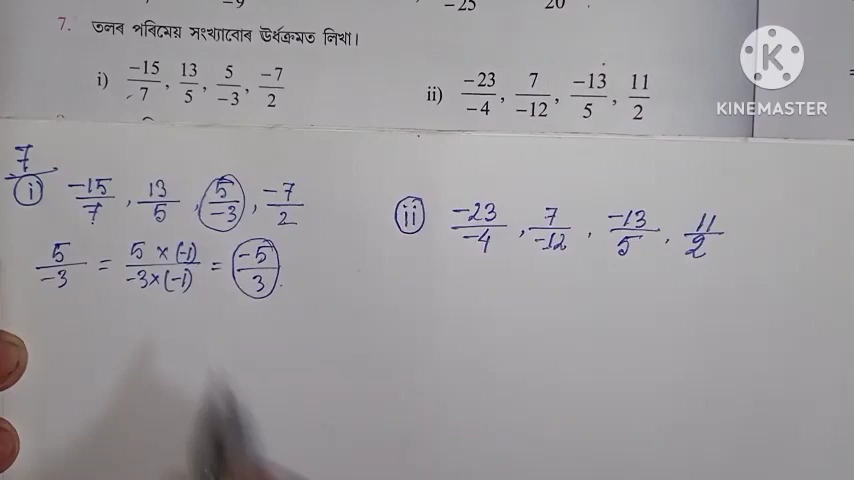 -9
-25
20
7. তলৰ পৰিমেয় সংখ্যাবোৰ ঊৰ্ধক্ৰমত লিখা।
i) -15/7, 13/5, 5/-3, -7/2
ii) -23/-4, 7/-12, -13/5, 11/2
KINEMASTER
7
(i) -15/7, 13/5, 5/-3, -7/2
(ii) -23/-4, 7/-12, -13/5, 11/2
5/-3 = 5 × (-1)/-3 × (-1) = -5/3